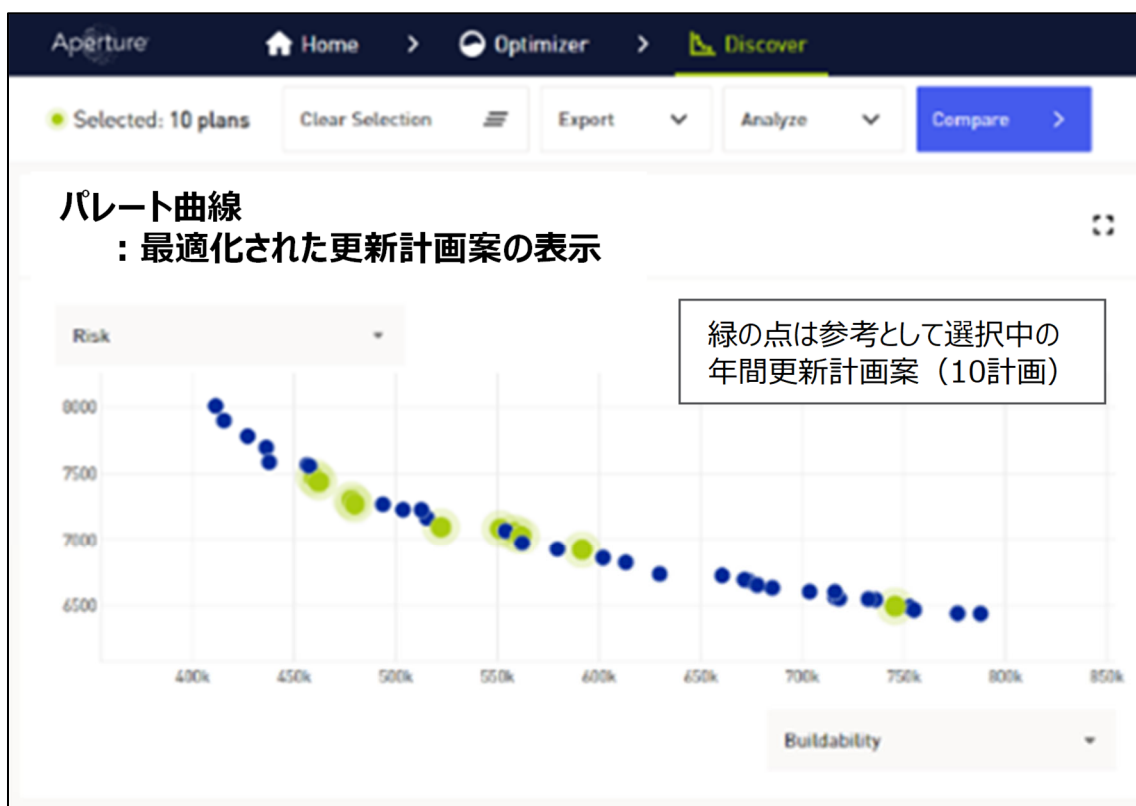 Aperture
Home > Optimizer > Discover
Selected: 10 plans
Clear Selection
Export
Analyze
Compare >
パレート曲線
：最適化された更新計画案の表示
Risk
緑の点は参考として選択中の
年間更新計画案（10計画）
8000
7500
7000
6500
400k 450k 500k 550k 600k 650k 700k 750k 800k 850k
Buildability